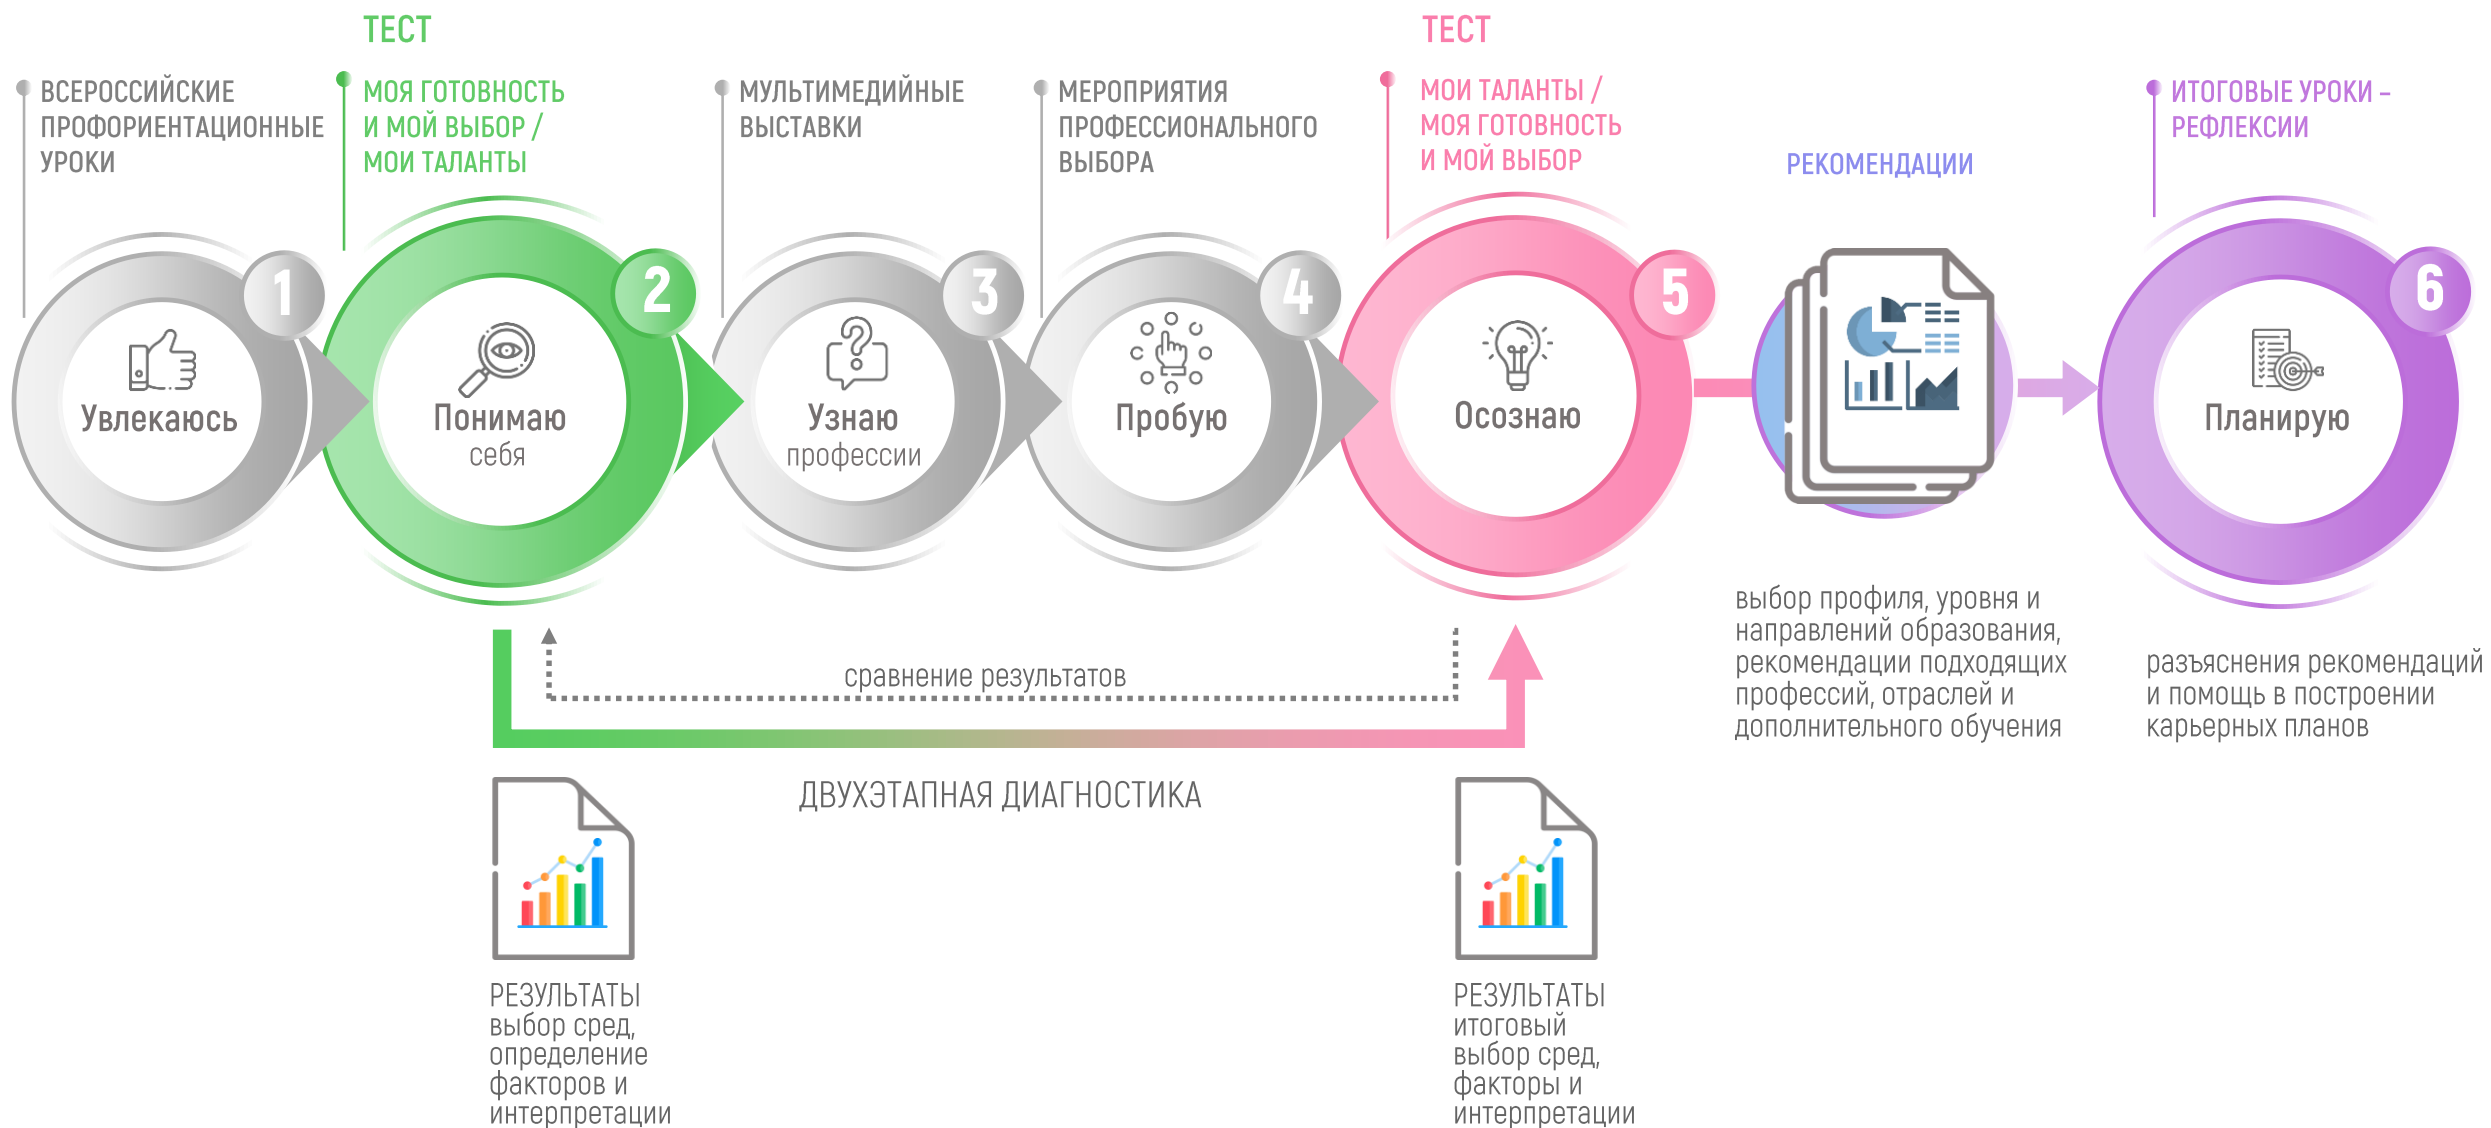 ВСЕРОССИЙСКИЕ
ПРОФОРИЕНТАЦИОННЫЕ
УРОКИ
1
Увлекаюсь
ТЕСТ
МОЯ ГОТОВНОСТЬ
И МОЙ ВЫБОР /
МОИ ТАЛАНТЫ
2
Понимаю
себя
МУЛЬТИМЕДИЙНЫЕ
ВЫСТАВКИ
3
Узнаю
профессии
МЕРОПРИЯТИЯ
ПРОФЕССИОНАЛЬНОГО
ВЫБОРА
4
Пробую
ТЕСТ
МОИ ТАЛАНТЫ /
МОЯ ГОТОВНОСТЬ
И МОЙ ВЫБОР
5
Осознаю
РЕКОМЕНДАЦИИ
выбор профиля, уровня и
направлений образования,
рекомендации подходящих
профессий, отраслей и
дополнительного обучения
ИТОГОВЫЕ УРОКИ –
РЕФЛЕКСИИ
6
Планирую
разъяснения рекомендаций
и помощь в построении
карьерных планов
сравнение результатов
ДВУХЭТАПНАЯ ДИАГНОСТИКА
РЕЗУЛЬТАТЫ
выбор сред,
определение
факторов и
интерпретации
РЕЗУЛЬТАТЫ
итоговый
выбор сред,
факторы и
интерпретации